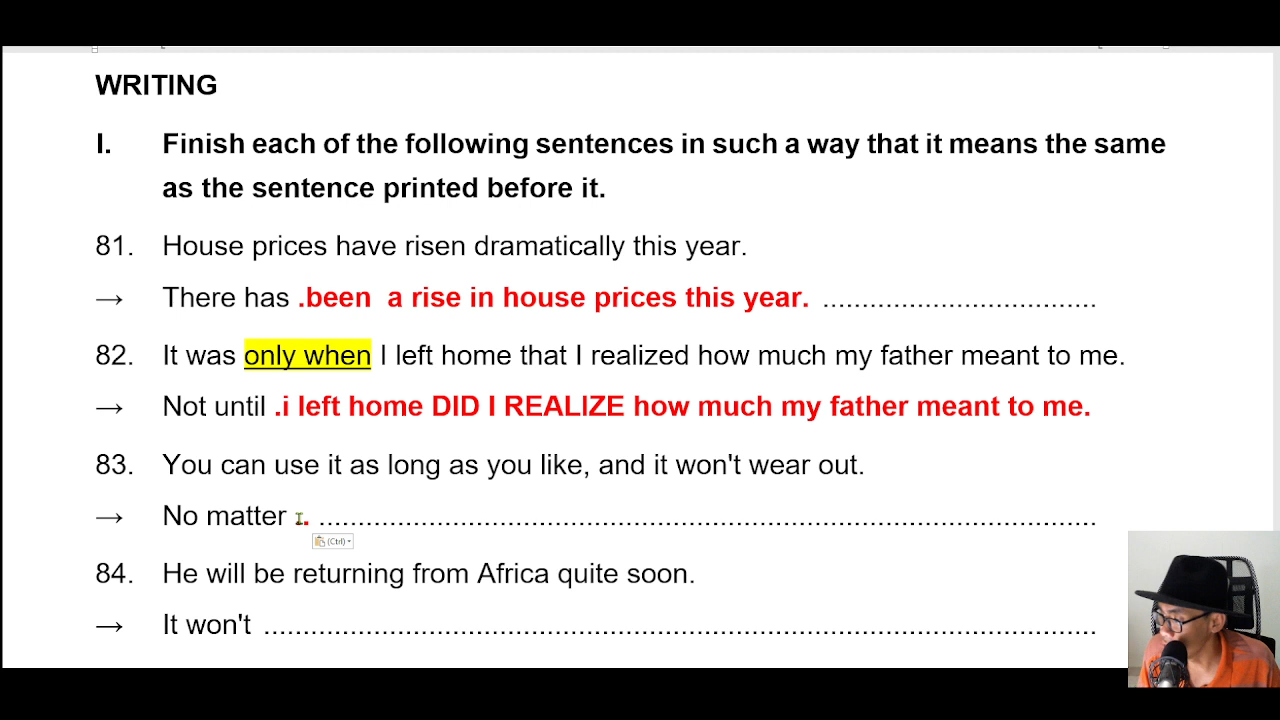 WRITING
I. Finish each of the following sentences in such a way that it means the same
as the sentence printed before it.
81. House prices have risen dramatically this year.
→ There has .been  a rise in house prices this year. ..................................
82. It was only when I left home that I realized how much my father meant to me.
→ Not until .i left home DID I REALIZE how much my father meant to me.
83. You can use it as long as you like, and it won't wear out.
→ No matter . ...................................................................................................
(Ctrl)
84. He will be returning from Africa quite soon.
→ It won't ..........................................................................................................